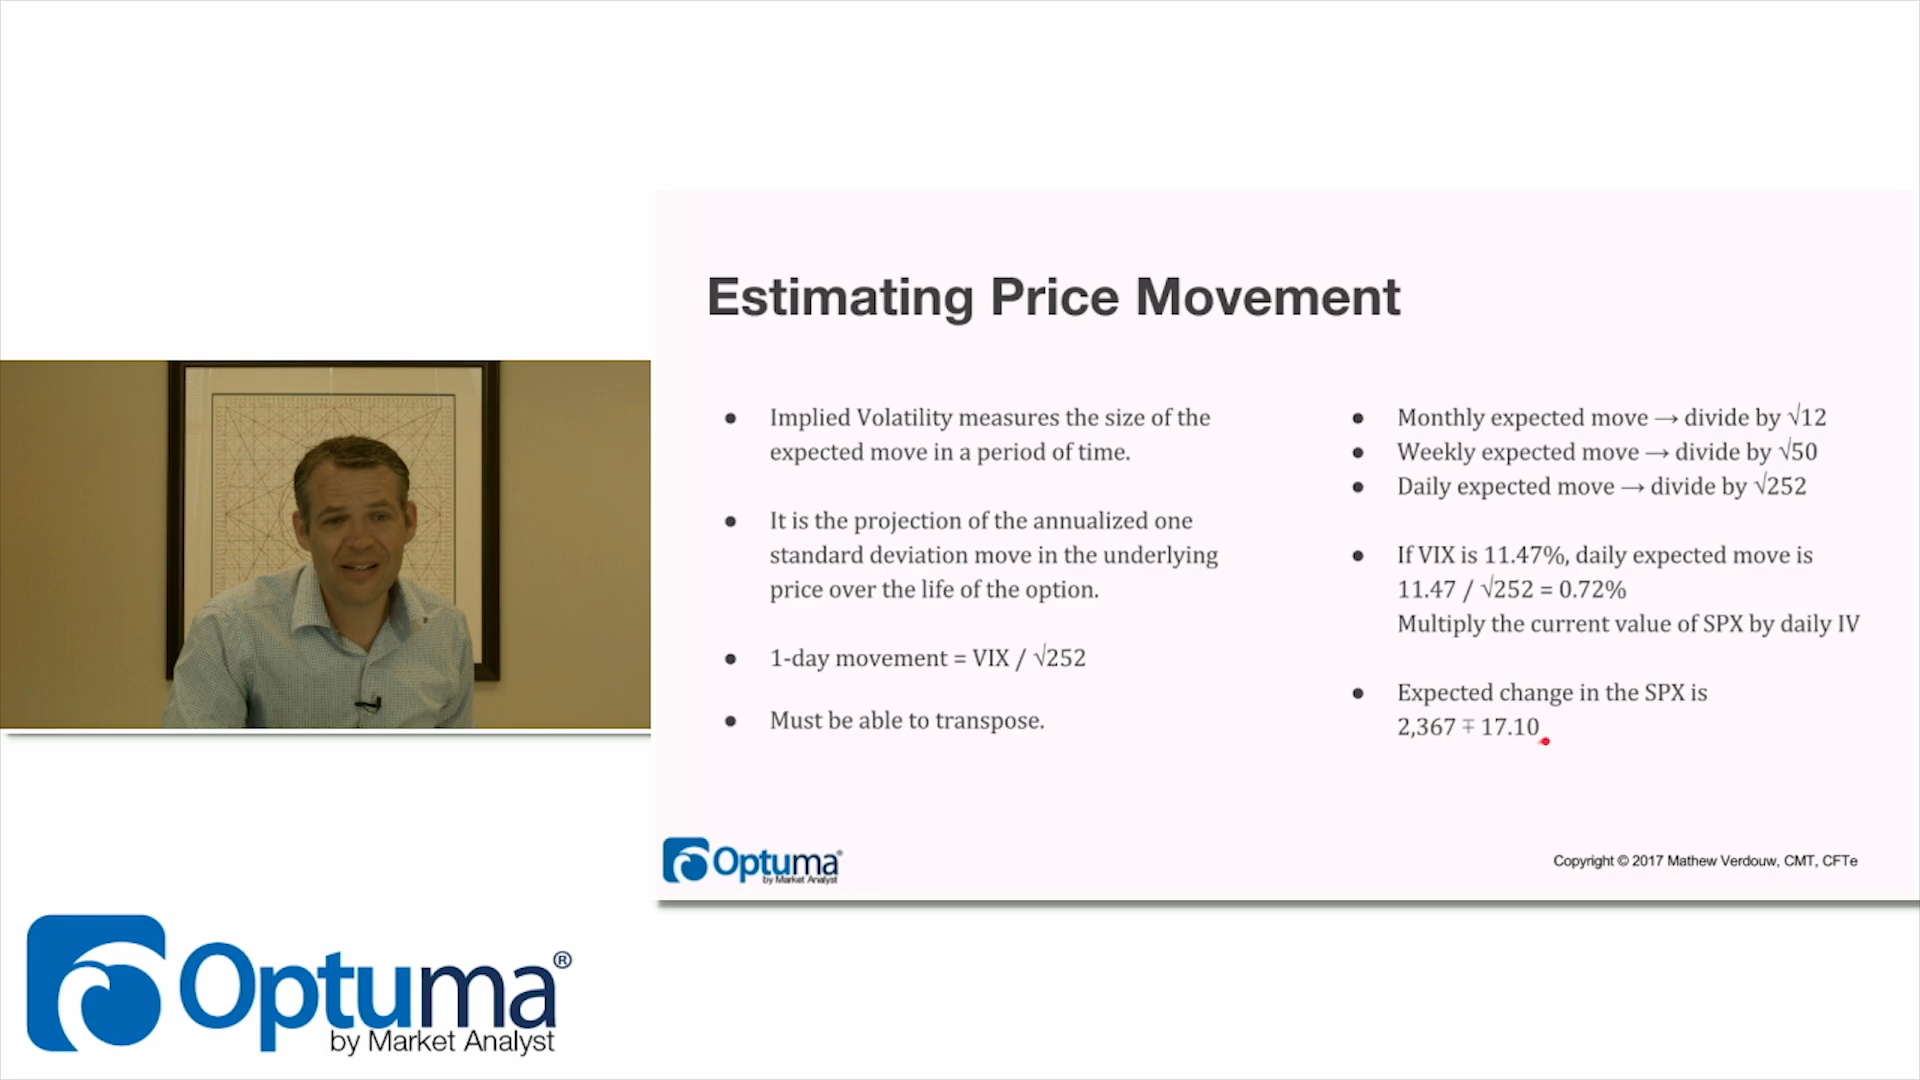 Estimating Price Movement
● Implied Volatility measures the size of the
expected move in a period of time.
● It is the projection of the annualized one
standard deviation move in the underlying
price over the life of the option.
● 1-day movement = VIX / √252
● Must be able to transpose.
● Monthly expected move → divide by √12
● Weekly expected move → divide by √50
● Daily expected move → divide by √252
● If VIX is 11.47%, daily expected move is
11.47 / √252 = 0.72%
Multiply the current value of SPX by daily IV
● Expected change in the SPX is
2,367 ∓ 17.10
Optuma®
by Market Analyst
Copyright © 2017 Mathew Verdouw, CMT, CFTe
Optuma®
by Market Analyst